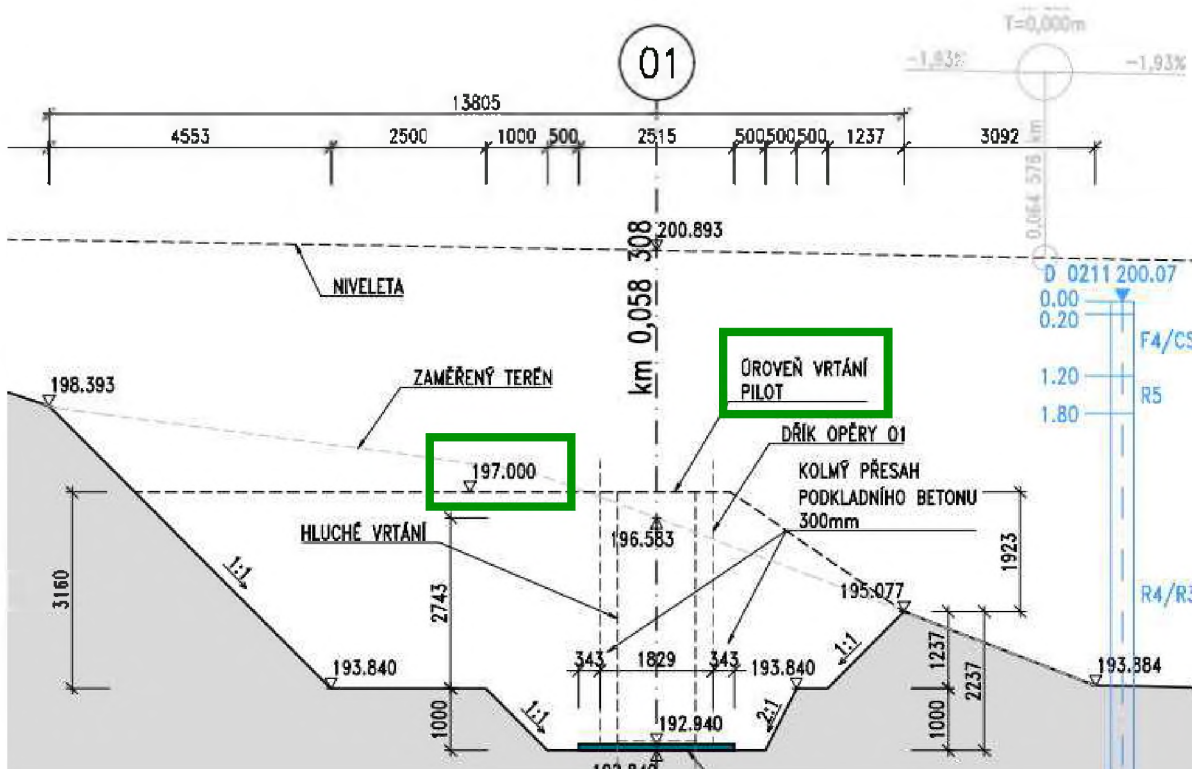 T=0,000m
01
-1,93% -1,93%
13805
4553 2500 1000 500 2515 500 500 500 1237 3092
0,064 576 km
km 0,058 308
200.893
NIVELETA
D 0211 200.07
0.00
0.20
F4/CS
1.20
R5
1.80
ÚROVEŇ VRTÁNÍ
PILOT
198.393
ZAMĚŘENÝ TERÉN
DŘÍK OPĚRY 01
197.000
KOLMÝ PŘESAH
PODKLADNÍHO BETONU
300mm
HLUCHÉ VRTÁNÍ
196.583
1:1
3160
2743
1923
195.077
R4/R3
343 1829 343
193.840
193.840
1:1
1237
2237
193.884
1:1
2:1
1000
192.940
1000